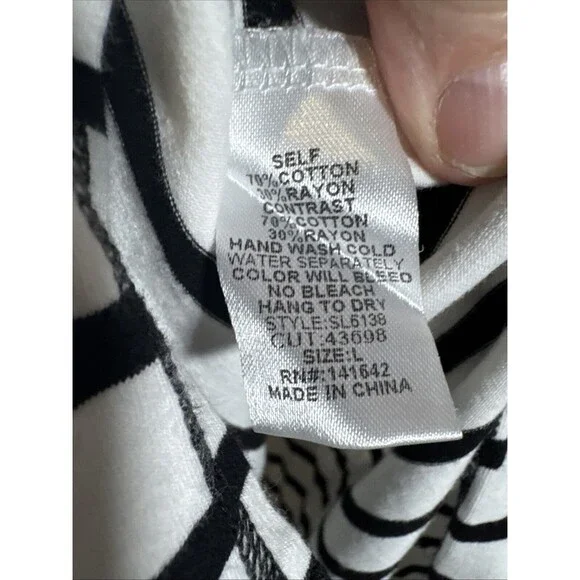 SELF
70%COTTON
30%RAYON
CONTRAST
70%COTTON
30%RAYON
HAND WASH COLD
WATER SEPARATELY
COLOR WILL BLEED
NO BLEACH
HANG TO DRY
STYLE:SL6138
CUT:43698
SIZE:L
RN#:141642
MADE IN CHINA